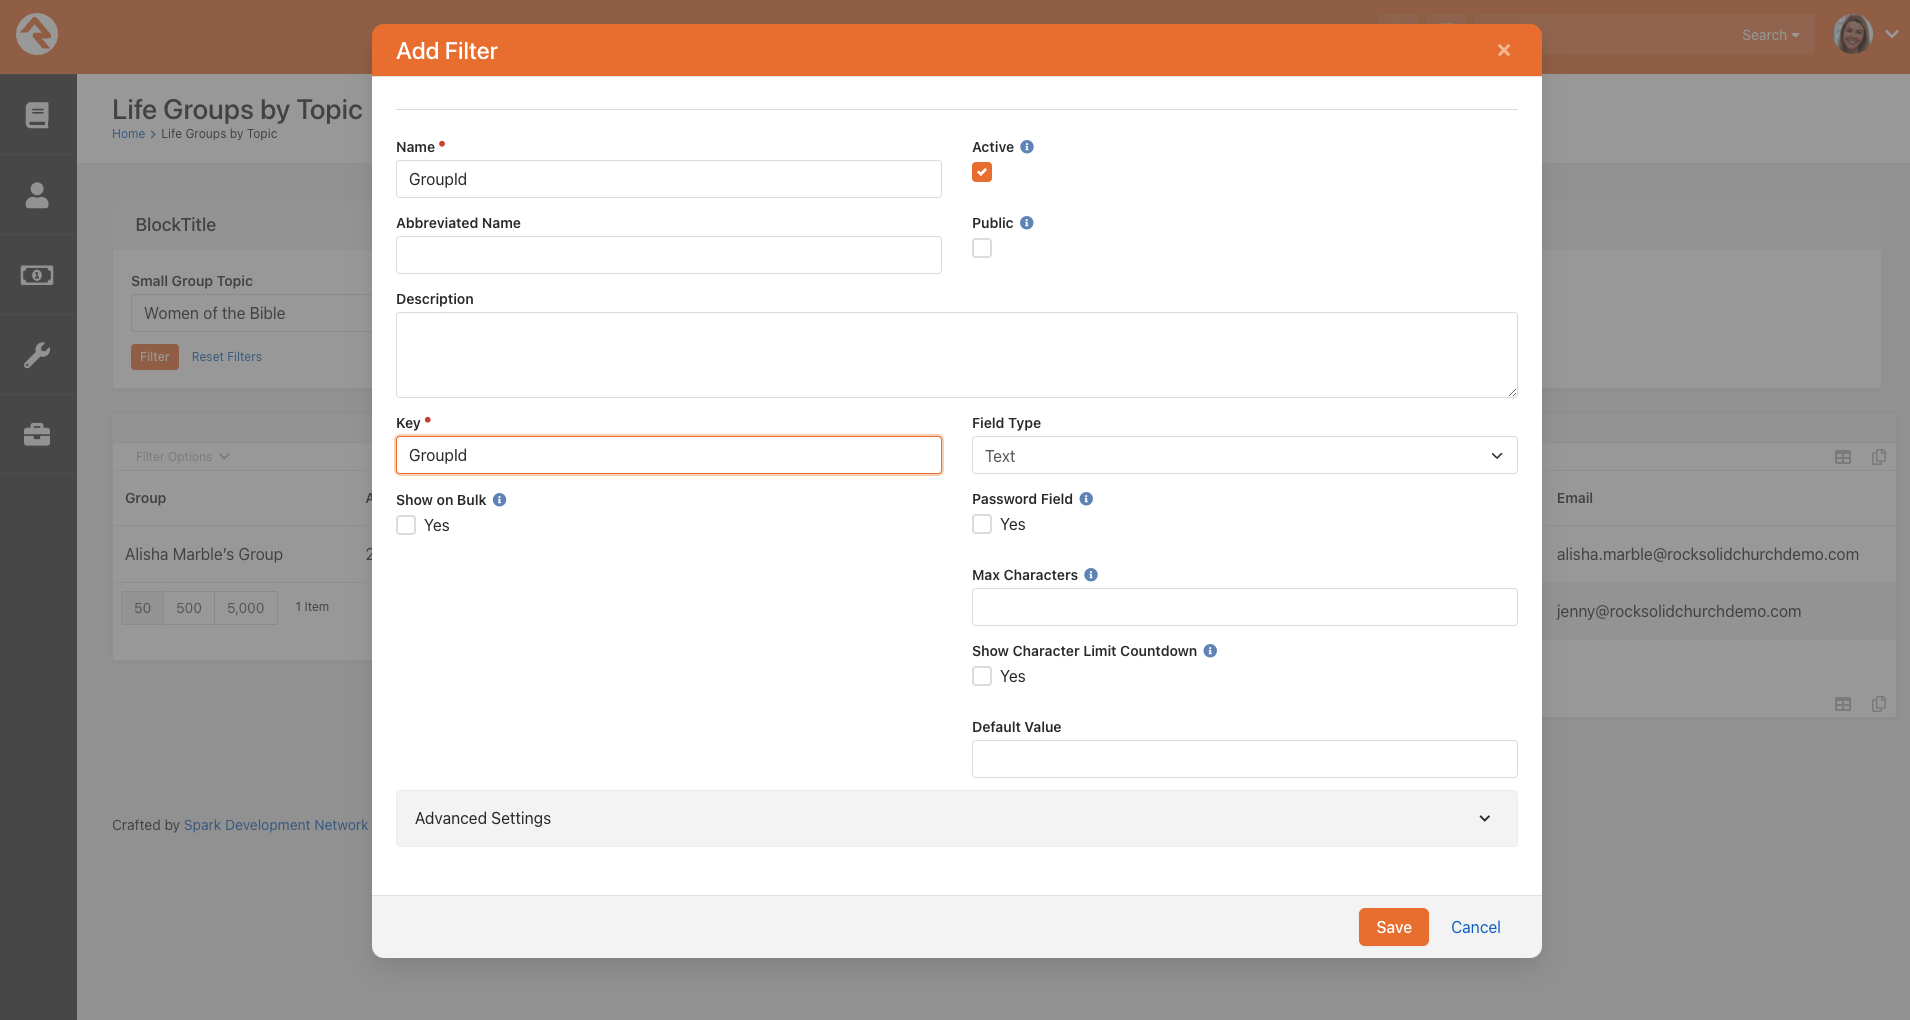 Add Filter
×
Search
Life Groups by Topic
Home > Life Groups by Topic
Name
Active
GroupId
BlockTitle
Abbreviated Name
Public
Small Group Topic
Women of the Bible
Description
Filter
Reset Filters
Key
Field Type
GroupId
Text
Filter Options
Group
A
Show on Bulk
Password Field
Email
Yes
Yes
Alisha Marble's Group
2
alisha.marble@rocksolidchurchdemo.com
Max Characters
50
500
5,000
1 Item
jenny@rocksolidchurchdemo.com
Show Character Limit Countdown
Yes
Default Value
Advanced Settings
Crafted by Spark Development Network
Save
Cancel